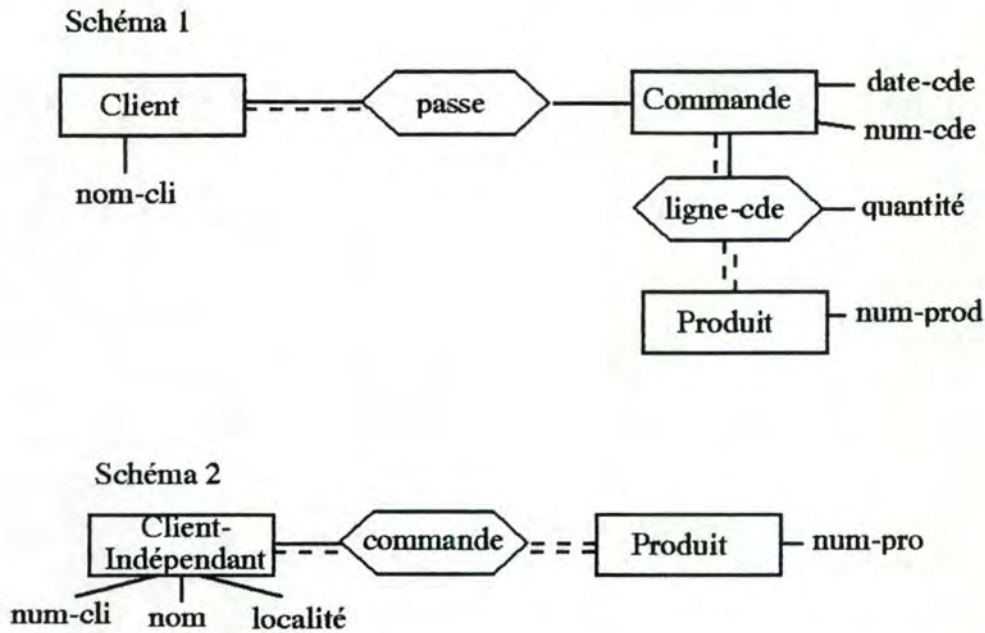 Schéma 1
Client
passe
Commande
date-cde
num-cde
nom-cli
ligne-cde
quantité
Produit
num-prod
Schéma 2
Client-
Indépendant
commande
Produit
num-pro
num-cli
nom
localité